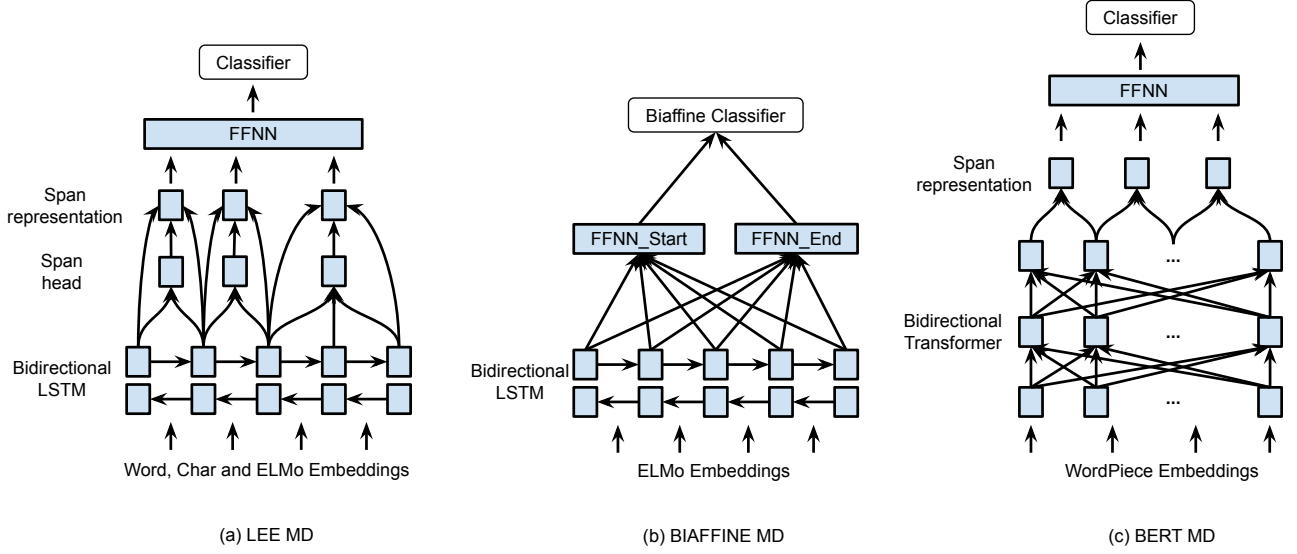 Classifier
FFNN
Span
representation
Span
head
Bidirectional
LSTM
Word, Char and ELMo Embeddings
(a) LEE MD
Biaffine Classifier
FFNN_Start
FFNN_End
Bidirectional
LSTM
ELMo Embeddings
(b) BIAFFINE MD
Classifier
FFNN
Span
representation
...
Bidirectional
Transformer
...
...
WordPiece Embeddings
(c) BERT MD